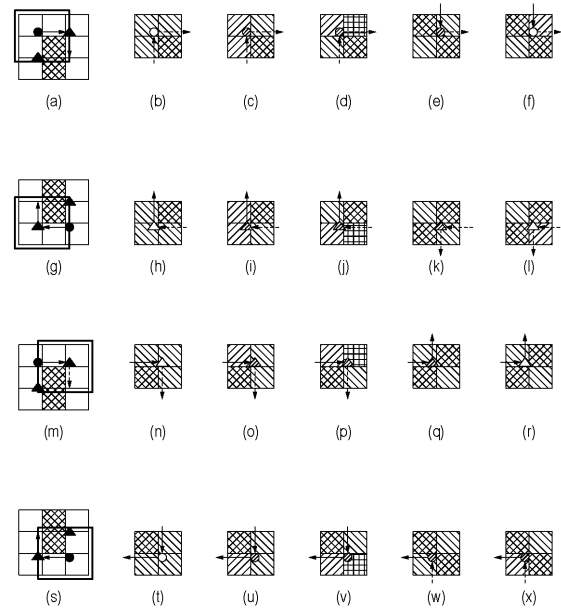 (a) (b) (c) (d) (e) (f)
(g) (h) (i) (j) (k) (l)
(m) (n) (o) (p) (q) (r)
(s) (t) (u) (v) (w) (x)